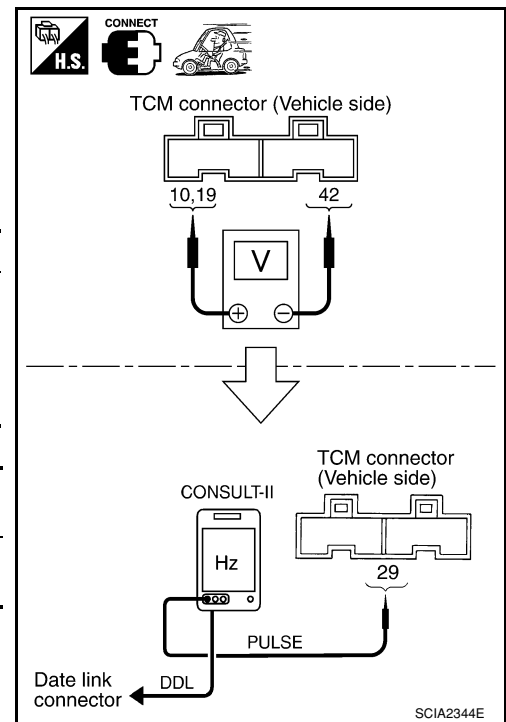 CONNECT
H.S.
TCM connector (Vehicle side)
10,19
42
V
+ −
TCM connector
(Vehicle side)
CONSULT-II
Hz
29
PULSE
DDL
Date link
connector
SCIA2344E